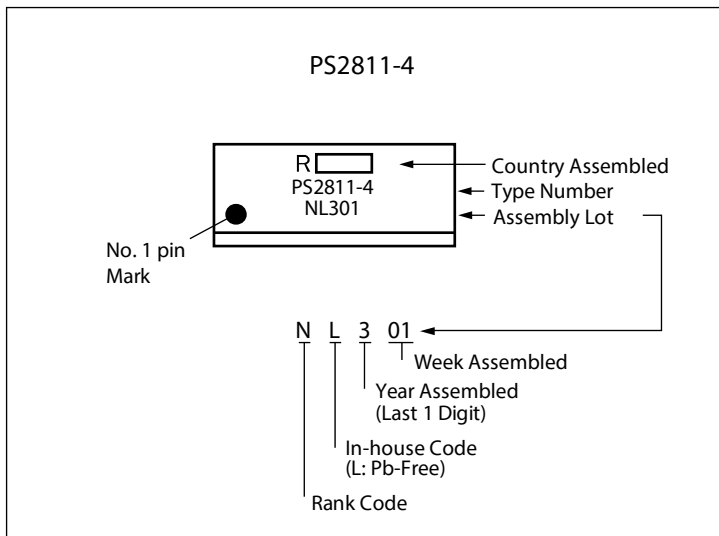 PS2811-4
R
PS2811-4
NL301
Country Assembled
Type Number
Assembly Lot
No. 1 pin
Mark
N L 3 01
Week Assembled
Year Assembled
(Last 1 Digit)
In-house Code
(L: Pb-Free)
Rank Code